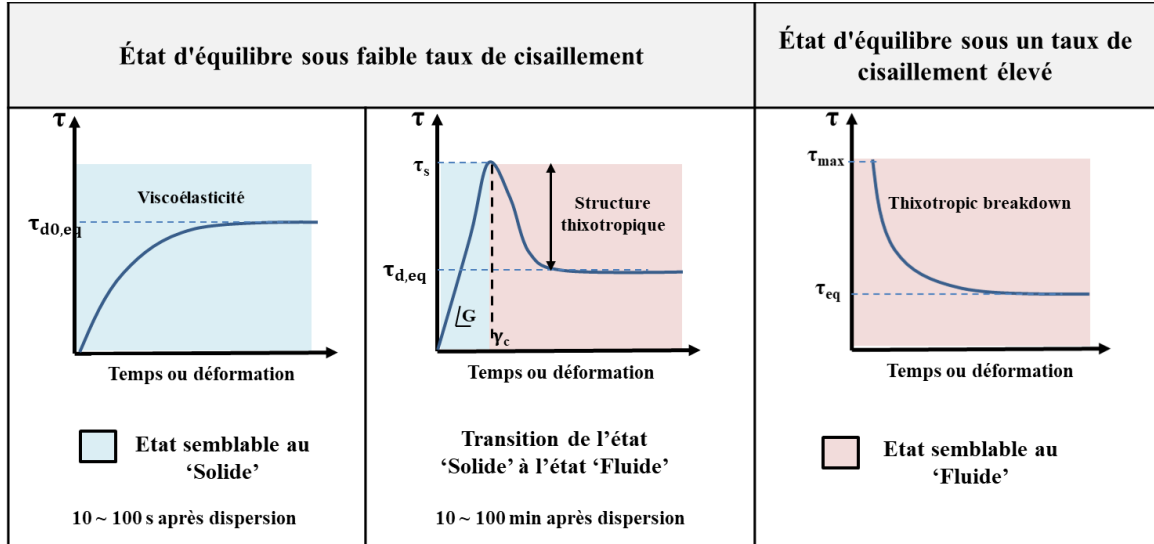 État d'équilibre sous faible taux de cisaillement
État d'équilibre sous un taux de
cisaillement élevé
τ
Viscoélasticité
τd0,eq
Temps ou déformation
Etat semblable au
‘Solide’
10 ~ 100 s après dispersion
τ
τs
Structure
thixotropique
τd,eq
G
γc
Temps ou déformation
Transition de l’état
‘Solide’ à l’état ‘Fluide’
10 ~ 100 min après dispersion
τ
τmax
Thixotropic breakdown
τeq
Temps ou déformation
Etat semblable au
‘Fluide’